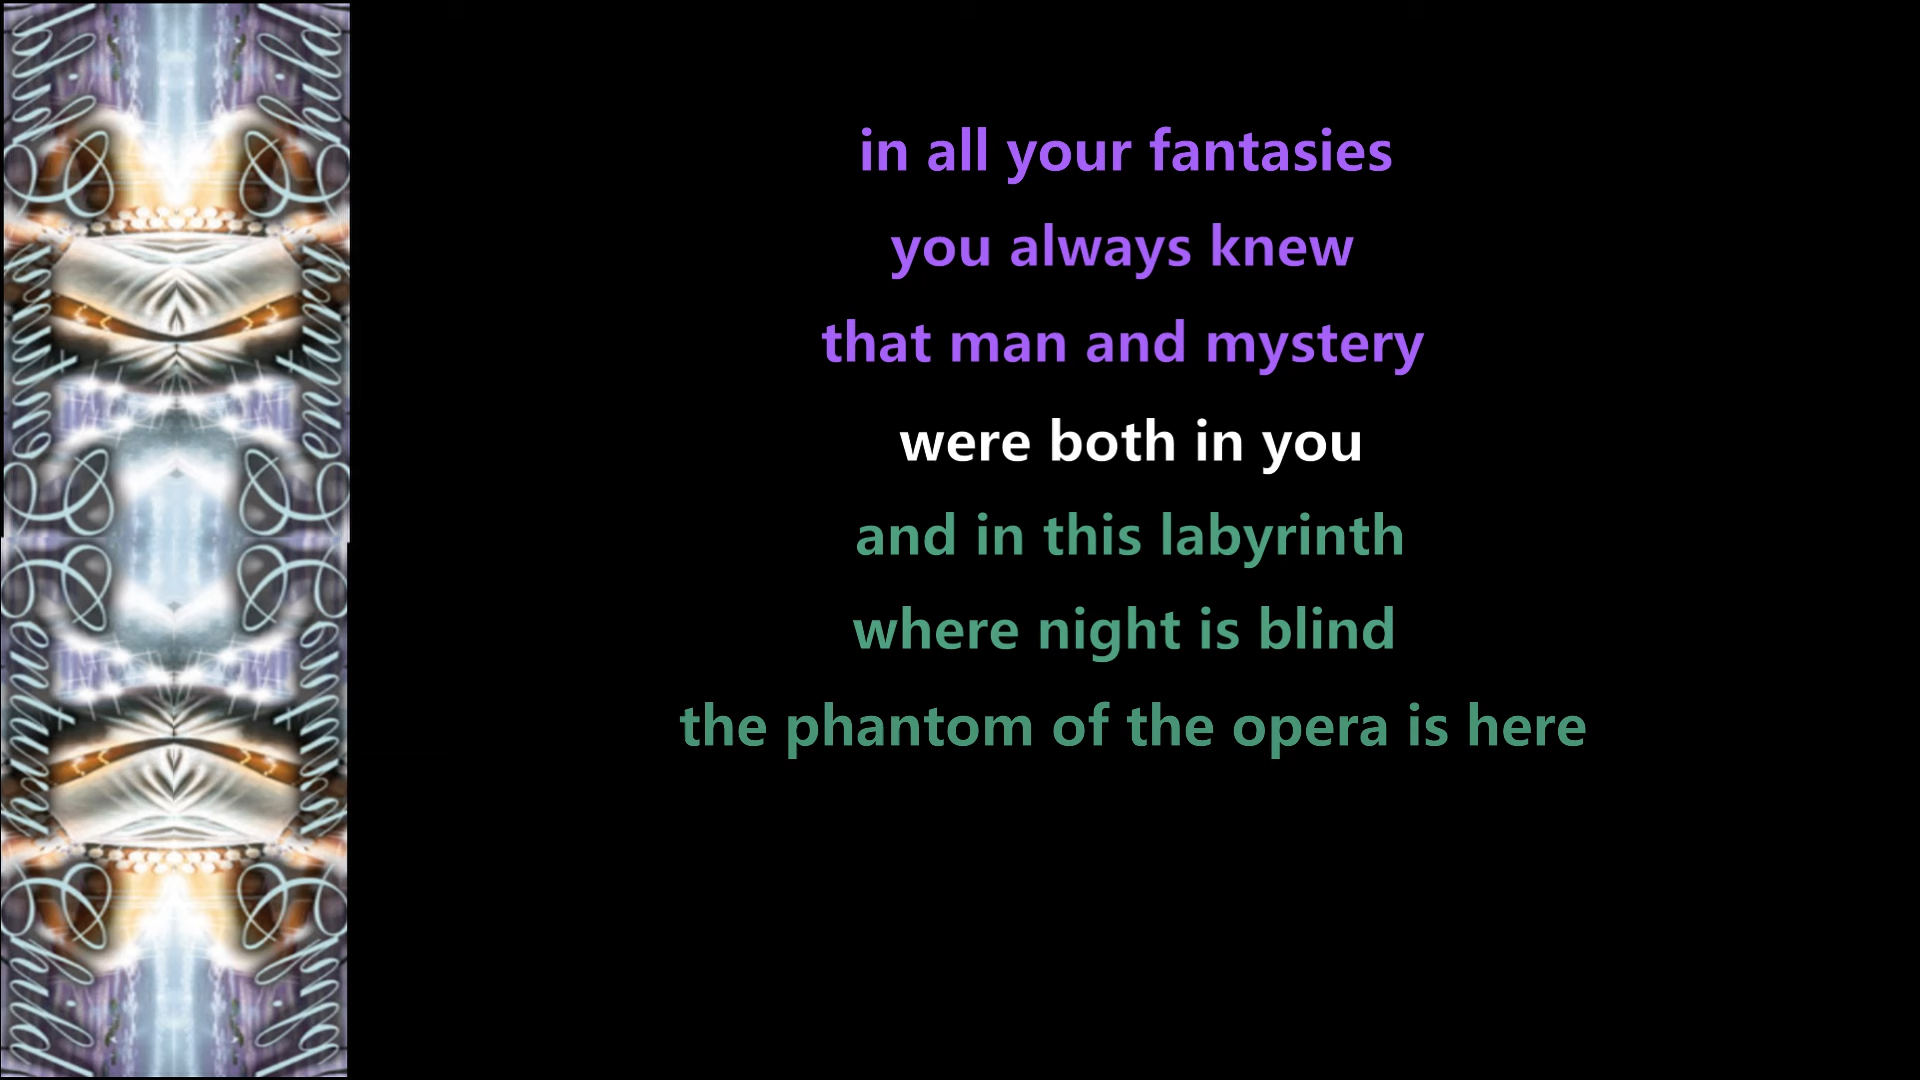 in all your fantasies
you always knew
that man and mystery
were both in you
and in this labyrinth
where night is blind
the phantom of the opera is here